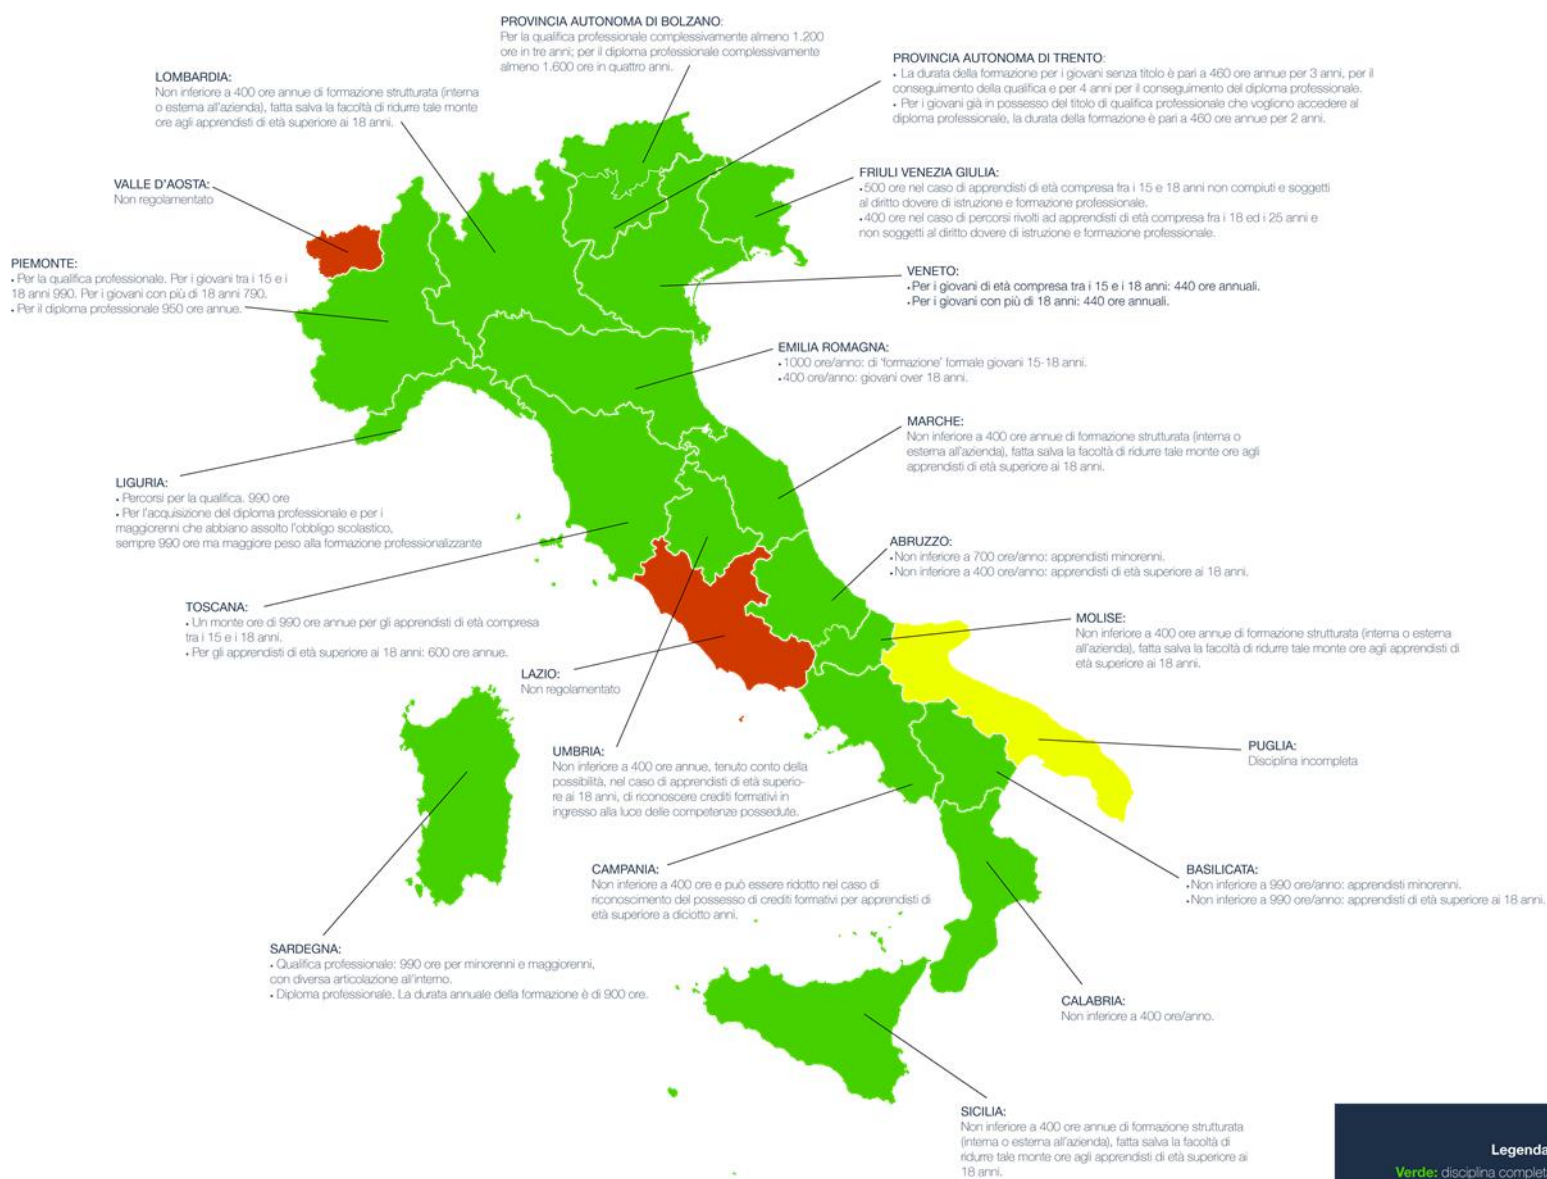 PROVINCIA AUTONOMA DI BOLZANO:
Per la qualifica professionale complessivamente almeno 1.200
ore in tre anni; per il diploma professionale complessivamente
almeno 1.600 ore in quattro anni.
PROVINCIA AUTONOMA DI TRENTO:
• La durata della formazione per i giovani senza titolo è pari a 460 ore annue per 3 anni, per il
conseguimento della qualifica e per 4 anni per il conseguimento del diploma professionale.
• Per i giovani già in possesso del titolo di qualifica professionale che vogliono accedere al
diploma professionale, la durata della formazione è pari a 460 ore annue per 2 anni.
LOMBARDIA:
Non inferiore a 400 ore annue di formazione strutturata (interna
o esterna all'azienda), fatta salva la facoltà di ridurre tale monte
ore agli apprendisti di età superiore ai 18 anni.
VALLE D'AOSTA:
Non regolamentato
FRIULI VENEZIA GIULIA:
• 500 ore nel caso di apprendisti di età compresa fra i 15 e 18 anni non compiuti e soggetti
al diritto dovere di istruzione e formazione professionale.
• 400 ore nel caso di percorsi rivolti ad apprendisti di età compresa fra i 18 ed i 25 anni e
non soggetti al diritto dovere di istruzione e formazione professionale.
PIEMONTE:
• Per la qualifica professionale. Per i giovani tra i 15 e i
18 anni 990. Per i giovani con più di 18 anni 790.
• Per il diploma professionale 950 ore annue.
VENETO:
• Per i giovani di età compresa tra i 15 e i 18 anni: 440 ore annuali.
• Per i giovani con più di 18 anni: 440 ore annuali.
EMILIA ROMAGNA:
• 1000 ore/anno: di 'formazione' formale giovani 15-18 anni.
• 400 ore/anno: giovani over 18 anni.
MARCHE:
Non inferiore a 400 ore annue di formazione strutturata (interna o
esterna all'azienda), fatta salva la facoltà di ridurre tale monte ore agli
apprendisti di età superiore ai 18 anni.
LIGURIA:
• Percorsi per la qualifica. 990 ore
• Per l'acquisizione del diploma professionale e per i
maggiorenni che abbiano assolto l'obbligo scolastico,
sempre 990 ore ma maggiore peso alla formazione professionalizzante
ABRUZZO:
• Non inferiore a 700 ore/anno: apprendisti minorenni.
• Non inferiore a 400 ore/anno: apprendisti di età superiore ai 18 anni.
TOSCANA:
• Un monte ore di 990 ore annue per gli apprendisti di età compresa
tra i 15 e i 18 anni.
• Per gli apprendisti di età superiore ai 18 anni: 600 ore annue.
MOLISE:
Non inferiore a 400 ore annue di formazione strutturata (interna o esterna
all'azienda), fatta salva la facoltà di ridurre tale monte ore agli apprendisti di
età superiore ai 18 anni.
LAZIO:
Non regolamentato
UMBRIA:
Non inferiore a 400 ore annue, tenuto conto della
possibilità, nel caso di apprendisti di età superio-
re ai 18 anni, di riconoscere crediti formativi in
ingresso alla luce delle competenze possedute.
PUGLIA:
Disciplina incompleta
CAMPANIA:
Non inferiore a 400 ore e può essere ridotto nel caso di
riconoscimento del possesso di crediti formativi per apprendisti di
età superiore a diciotto anni.
BASILICATA:
• Non inferiore a 990 ore/anno: apprendisti minorenni.
• Non inferiore a 990 ore/anno: apprendisti di età superiore ai 18 anni.
SARDEGNA:
• Qualifica professionale: 990 ore per minorenni e maggiorenni,
con diversa articolazione all'interno.
• Diploma professionale. La durata annuale della formazione è di 900 ore.
CALABRIA:
Non inferiore a 400 ore/anno.
SICILIA:
Non inferiore a 400 ore annue di formazione strutturata
(interna o esterna all'azienda), fatta salva la facoltà di
ridurre tale monte ore agli apprendisti di età superiore ai
18 anni.
Legenda
Verde: disciplina complet